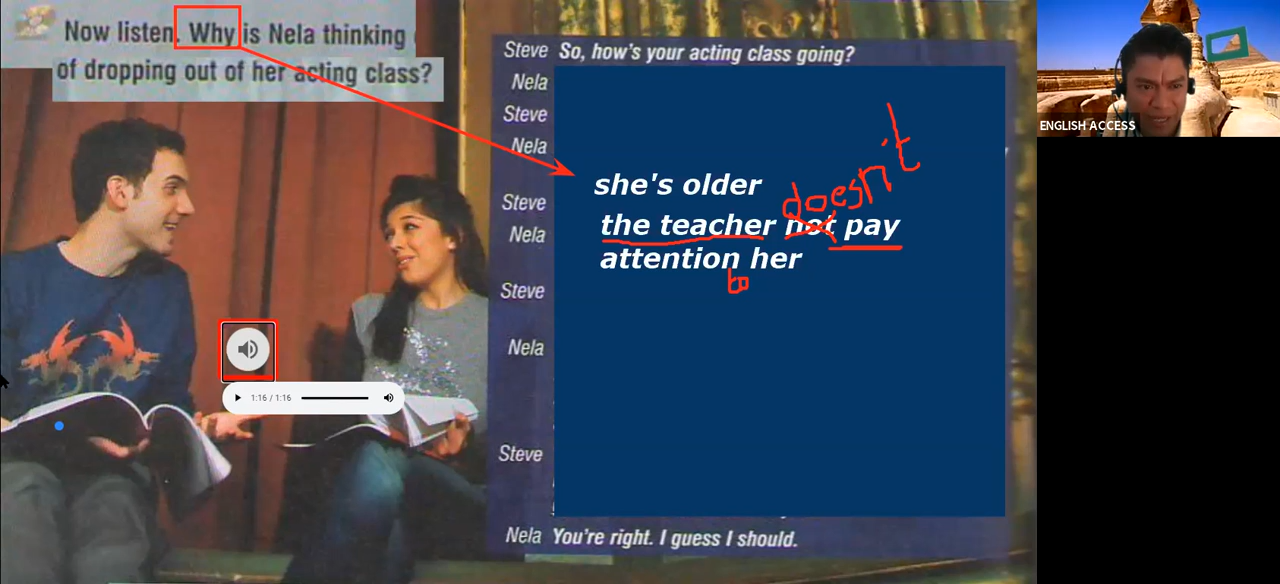 Now listen. Why is Nela thinking
of dropping out of her acting class?
Steve So, how's your acting class going?
Nela
Steve
Nela
Steve
Nela
Steve
Nela
Steve
Nela You're right. I guess I should.
she's older
doesn't
the teacher not pay
attention her
to
1:16 / 1:16
ENGLISH ACCESS